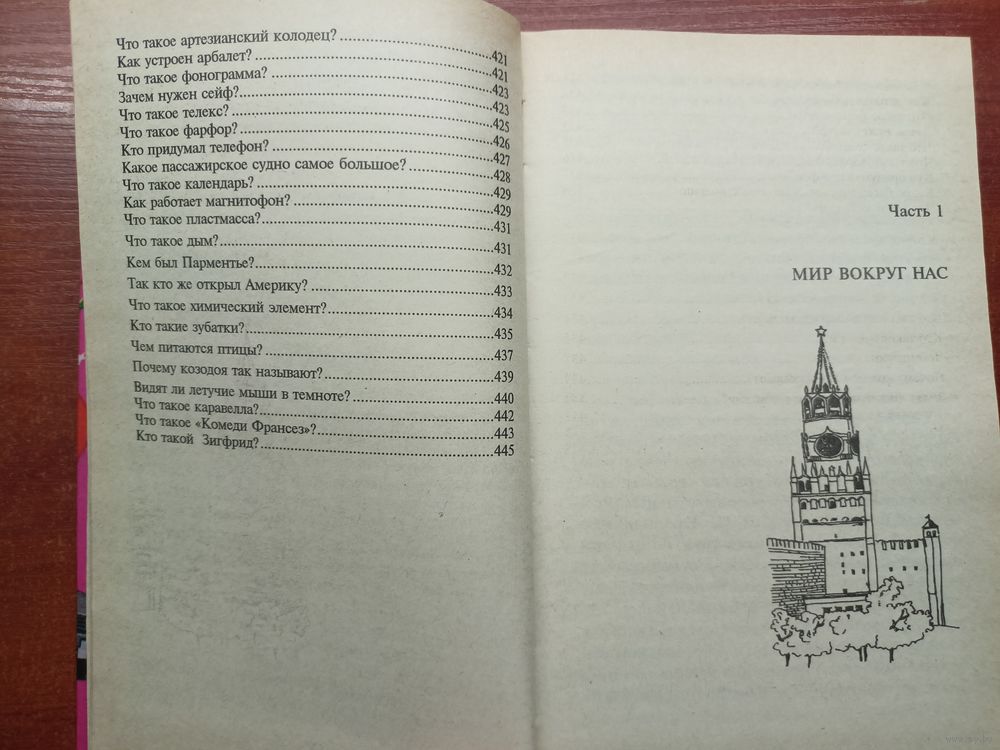 Что такое артезианский колодец?.....421
Как устроен арбалет?.....421
Что такое фонограмма?.....423
Зачем нужен сейф?.....423
Что такое телекс?.....425
Что такое фарфор?.....426
Кто придумал телефон?.....427
Какое пассажирское судно самое большое?.....428
Что такое календарь?.....429
Как работает магнитофон?.....429
Что такое пластмасса?.....431
Что такое дым?.....431
Кем был Парментье?.....432
Так кто же открыл Америку?.....433
Что такое химический элемент?.....434
Кто такие зубатки?.....435
Чем питаются птицы?.....437
Почему козодоя так называют?.....439
Видят ли летучие мыши в темноте?.....440
Что такое каравелла?.....442
Что такое «Комеди Франсез»?.....443
Кто такой Зигфрид?.....445
Часть 1
МИР ВОКРУГ НАС